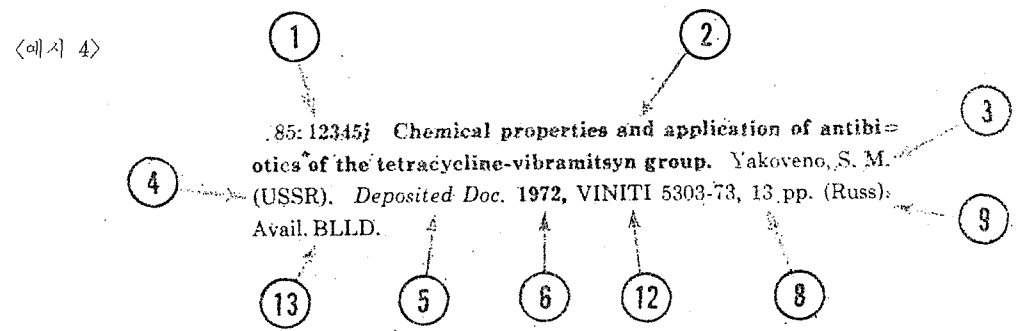 〈예시 4〉
1 2
85: 12345j Chemical properties and application of antibi=
3
otics of the tetracycline-vibramitsyn group. Yakoveno, S. M.
4
(USSR). Deposited Doc. 1972, VINITI 5303-73, 13 pp. (Russ).
9
Avail. BLLD.
13 5 6 12 8